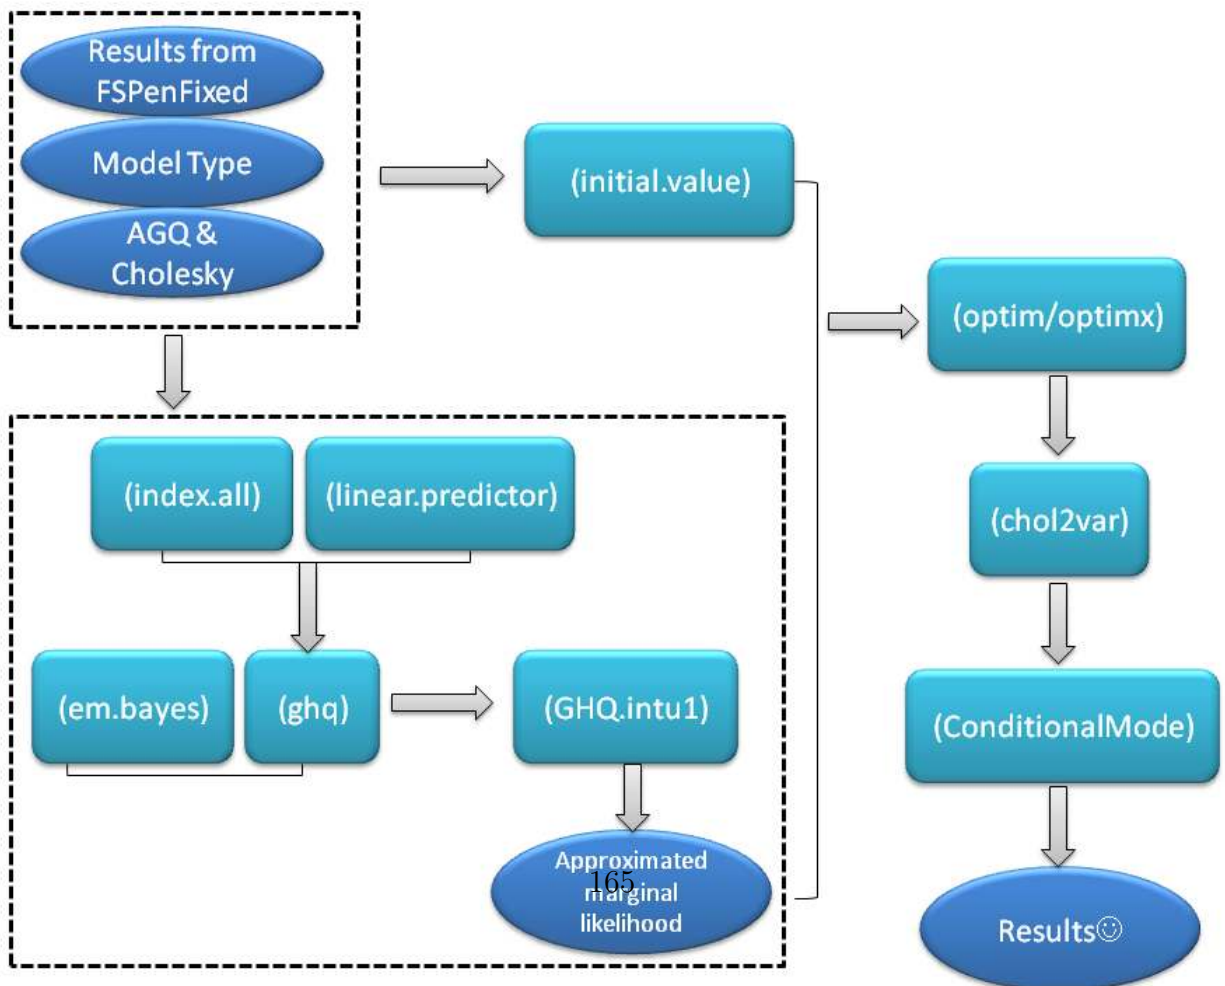 Results from
FSPenFixed
Model Type
AGQ &
Cholesky
(initial.value)
(optim/optimx)
(index.all)
(linear.predictor)
(chol2var)
(em.bayes)
(ghq)
(GHQ.intu1)
(ConditionalMode)
Approximated
marginal
likelihood
165
Results☺